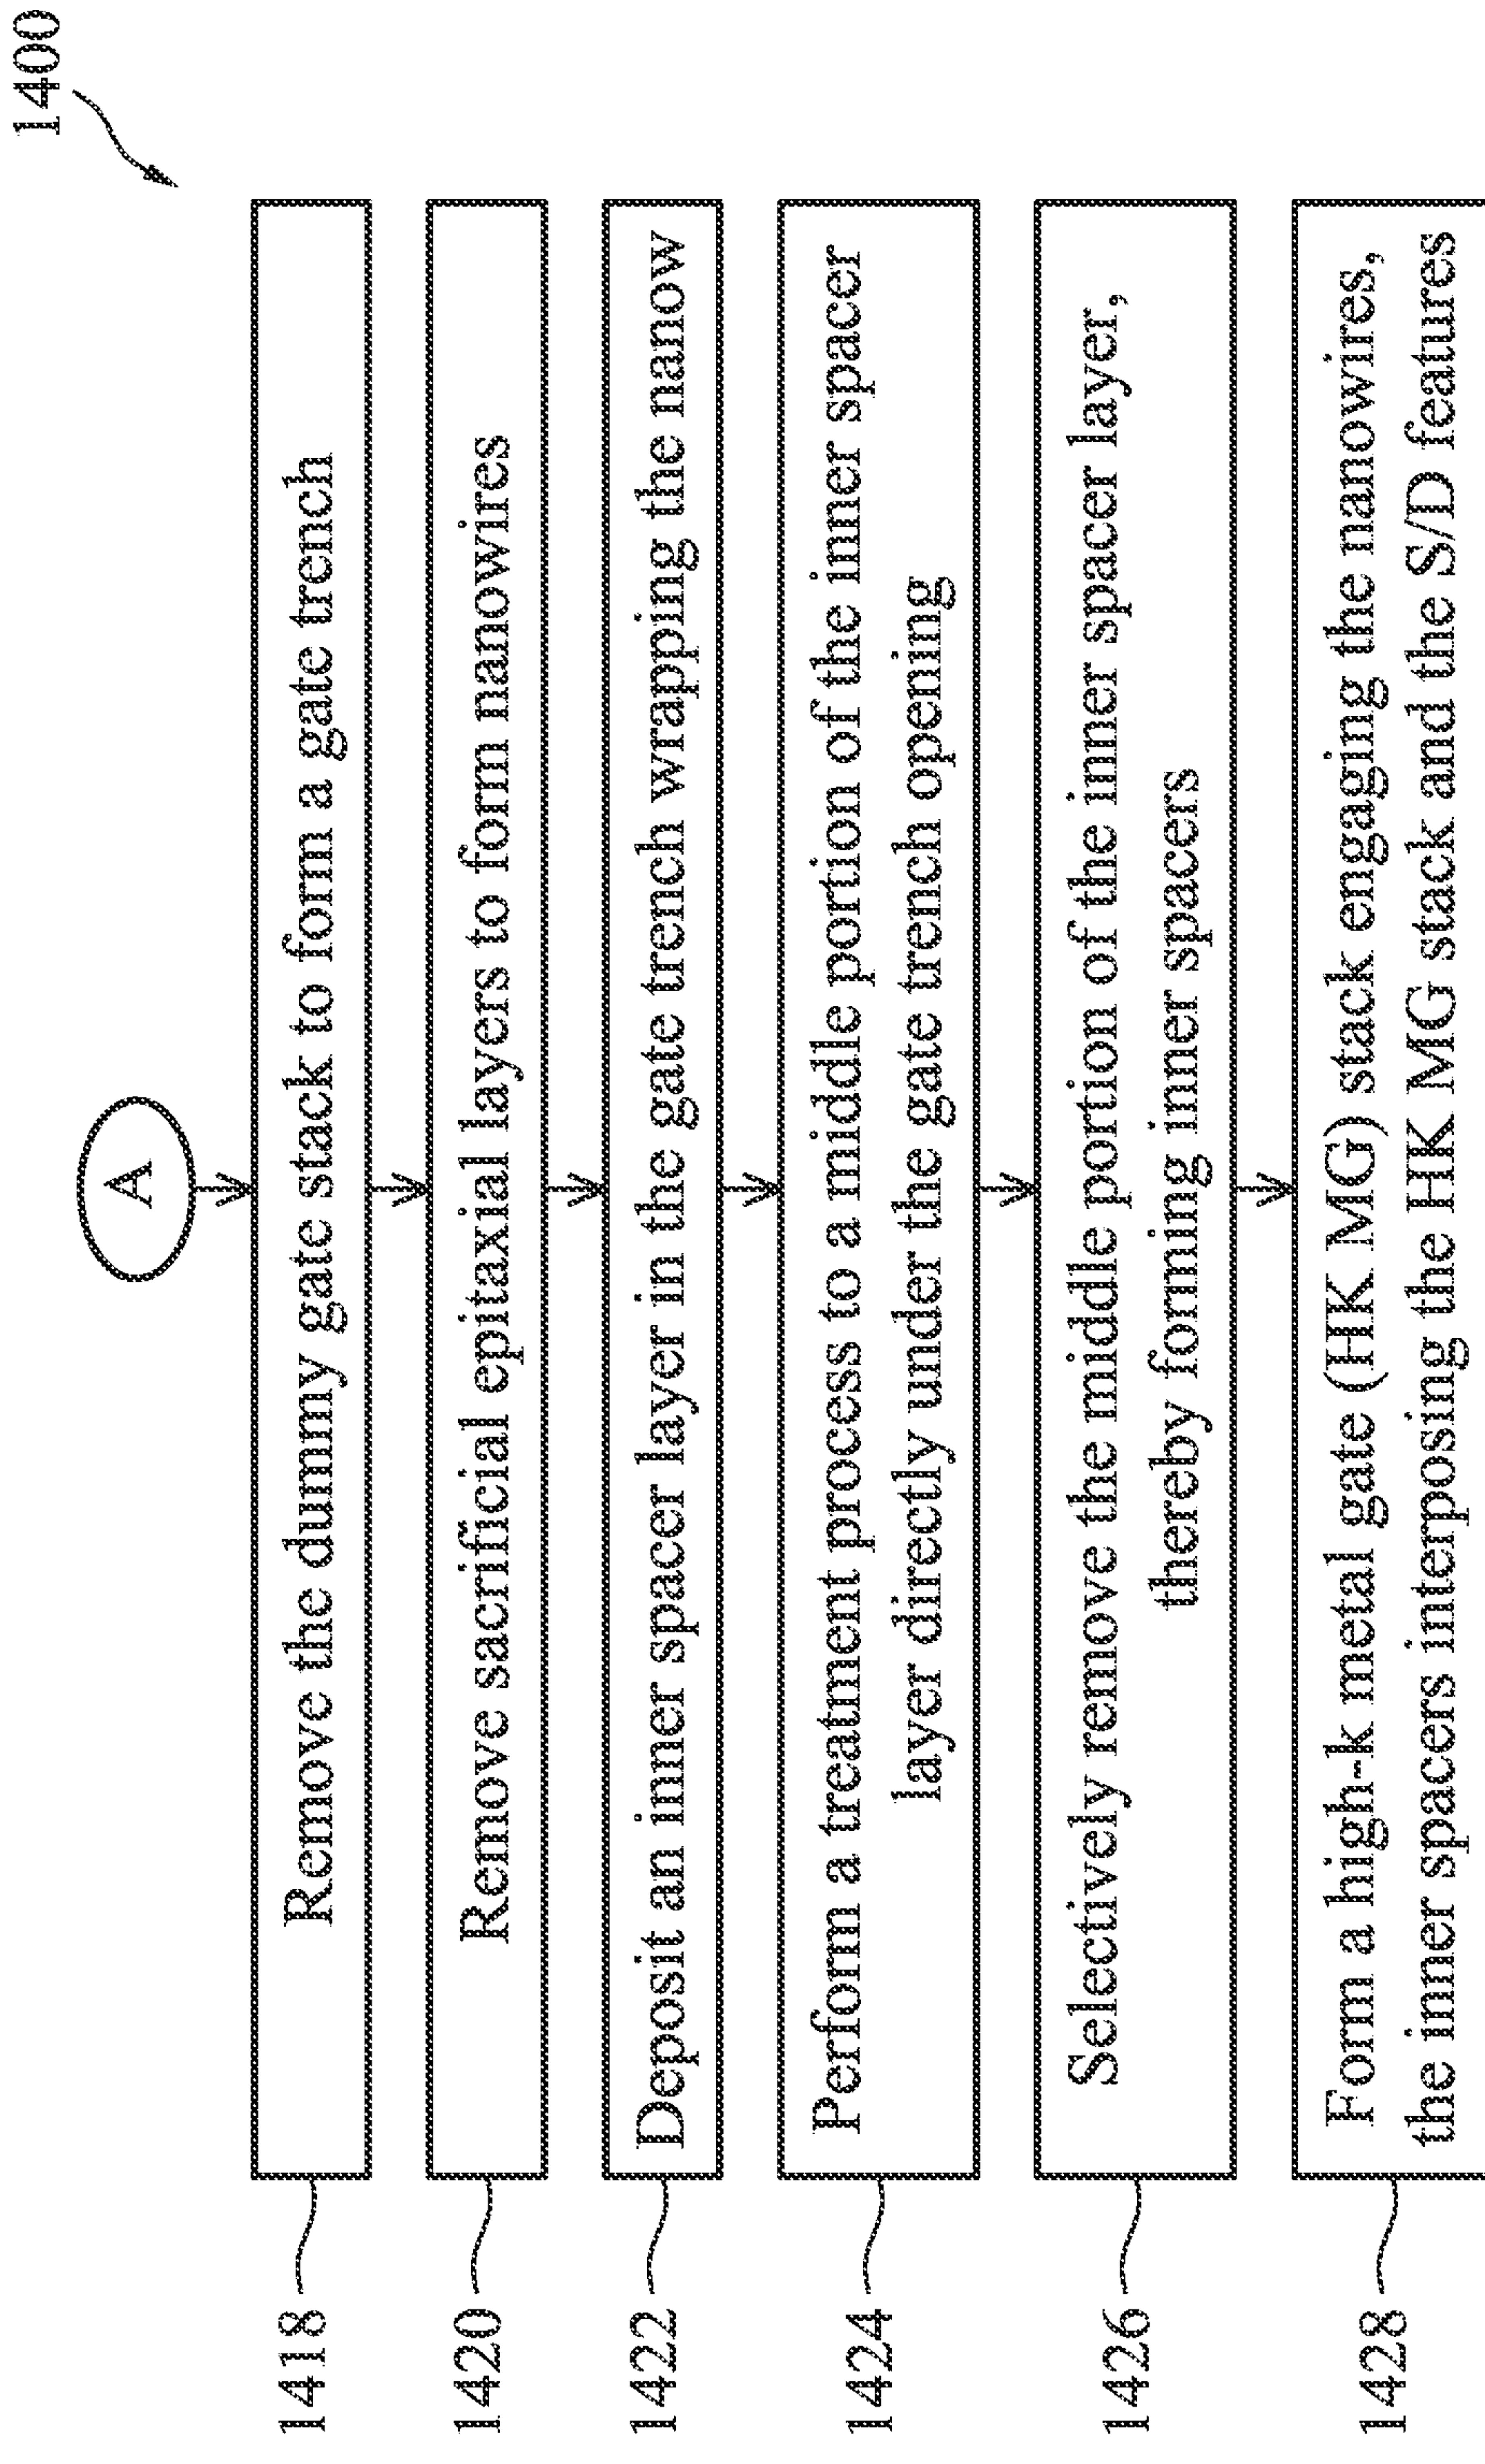 1400
A
1418
Remove the dummy gate stack to form a gate trench
1420
Remove sacrificial epitaxial layers to form nanowires
1422
Deposit an inner spacer layer in the gate trench wrapping the nanow
1424
Perform a treatment process to a middle portion of the inner spacer
layer directly under the gate trench opening
1426
Selectively remove the middle portion of the inner spacer layer,
thereby forming inner spacers
1428
Form a high-k metal gate (HK MG) stack engaging the nanowires,
the inner spacers interposing the HK MG stack and the S/D features